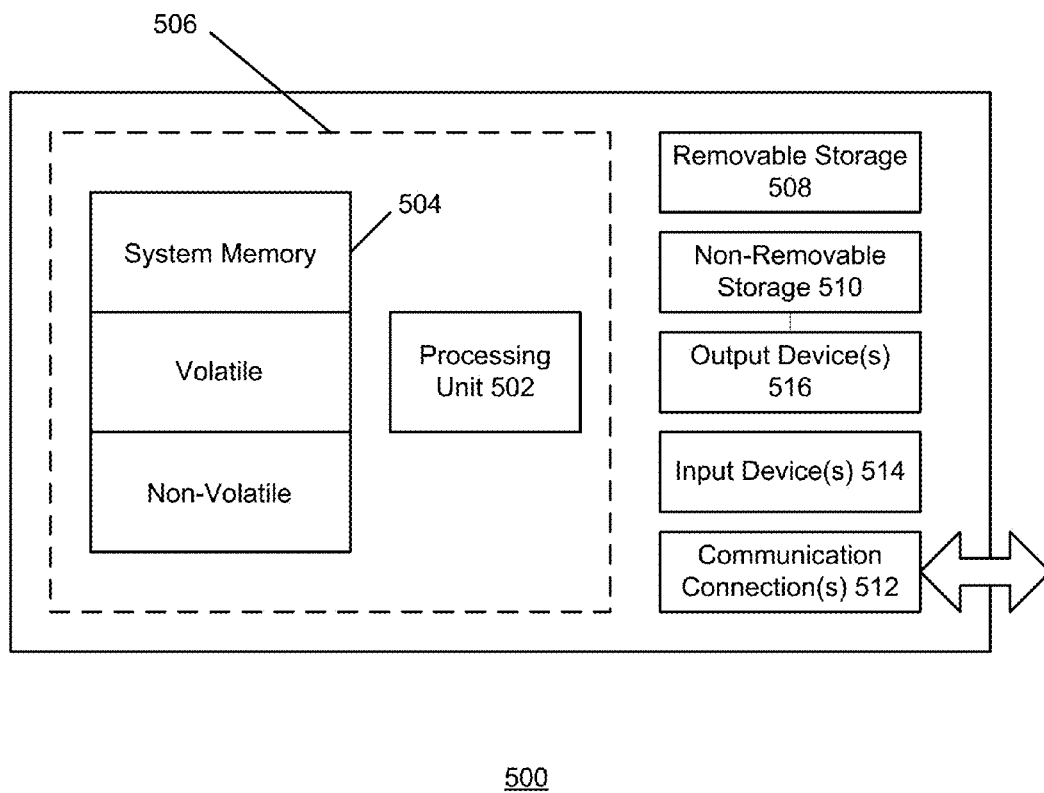 506
504
System Memory
Volatile
Non-Volatile
Processing
Unit 502
Removable Storage
508
Non-Removable
Storage 510
Output Device(s)
516
Input Device(s) 514
Communication
Connection(s) 512
500